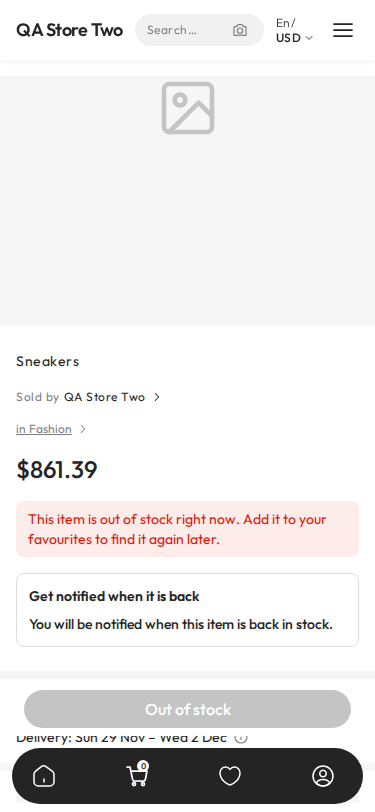 QA Store Two
Search...
En/
USD
Sneakers
Sold by QA Store Two
in Fashion
$861.39
This item is out of stock right now. Add it to your
favourites to find it again later.
Get notified when it is back
You will be notified when this item is back in stock.
Out of stock
Delivery: Sun 29 Nov – Wed 2 Dec
0